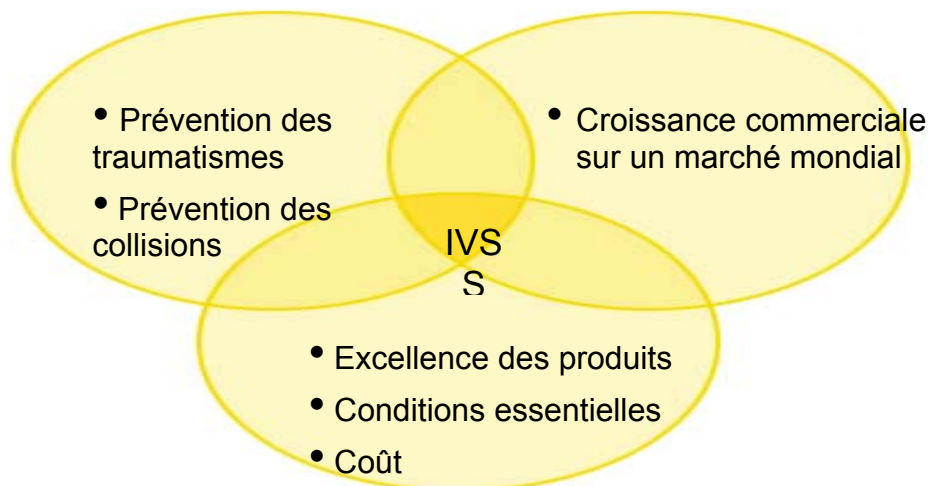 • Prévention des
traumatismes
• Prévention des
collisions
• Croissance commerciale
sur un marché mondial
IVS
S
• Excellence des produits
• Conditions essentielles
• Coût